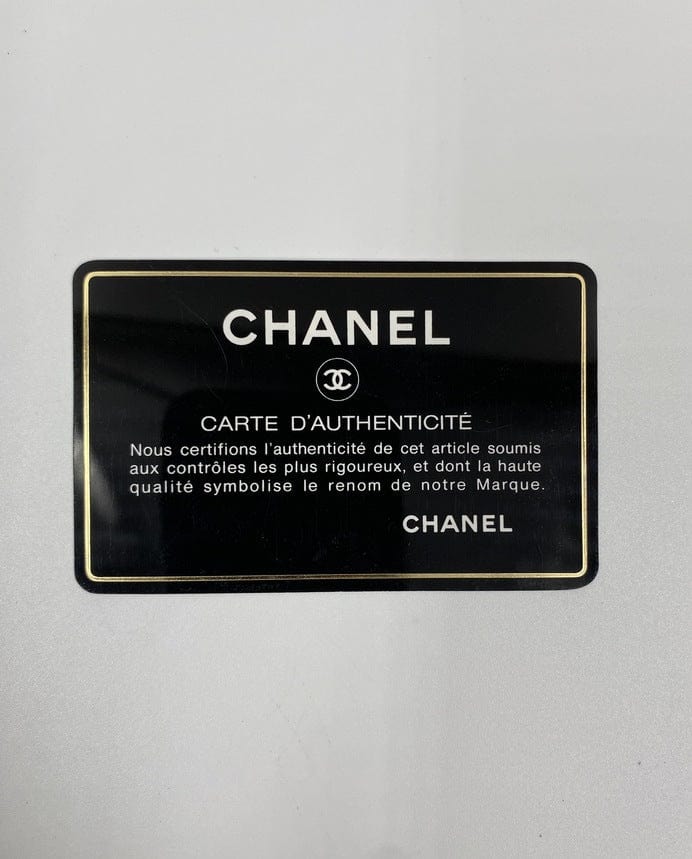 CHANEL
CARTE D'AUTHENTICITÉ
Nous certifions l'authenticité de cet article soumis
aux contrôles les plus rigoureux, et dont la haute
qualité symbolise le renom de notre Marque.
CHANEL